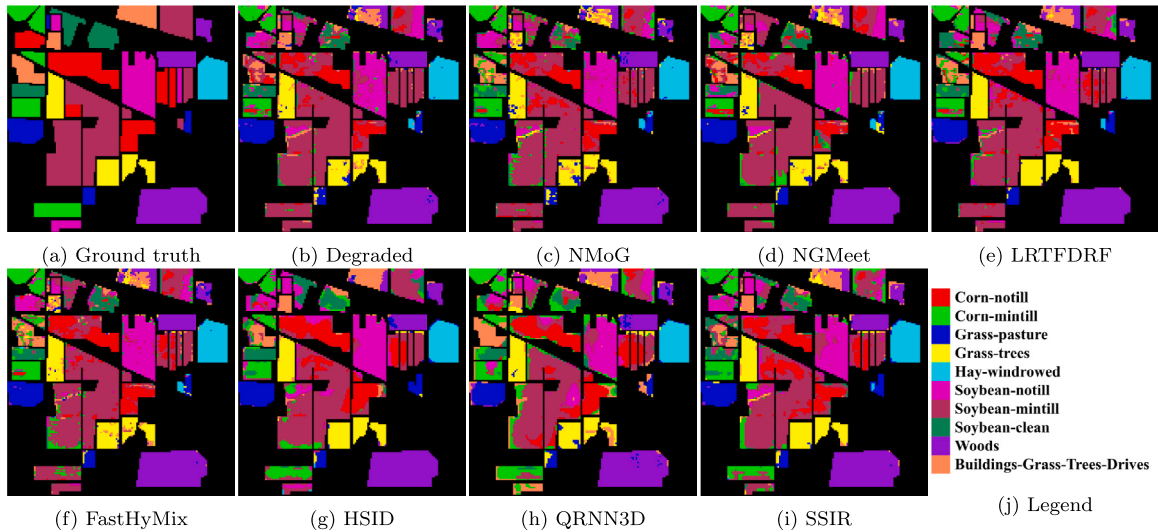 (a) Ground truth
(b) Degraded
(c) NMoG
(d) NGMeet
(e) LRTFDRF
Corn-notill
Corn-mintill
Grass-pasture
Grass-trees
Hay-windrowed
Soybean-notill
Soybean-mintill
Soybean-clean
Woods
Buildings-Grass-Trees-Drives
(f) FastHyMix
(g) HSID
(h) QRNN3D
(i) SSIR
(j) Legend